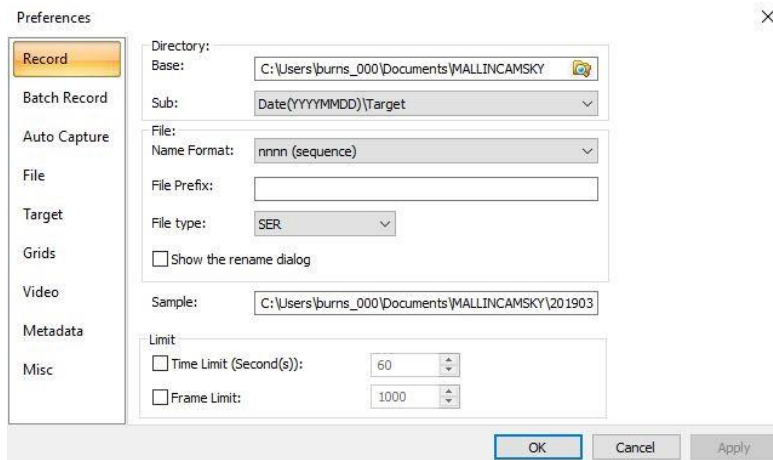 Preferences
Record
Batch Record
Auto Capture
File
Target
Grids
Video
Metadata
Misc
Directory:
Base: C:\Users\burns_000\Documents\MALLINCAMSKY
Sub: Date(YYYYMMDD)\Target
File:
Name Format: nnnn (sequence)
File Prefix:
File type: SER
Show the rename dialog
Sample: C:\Users\burns_000\Documents\MALLINCAMSKY\201903
Limit
Time Limit (Second(s)): 60
Frame Limit: 1000
OK Cancel Apply